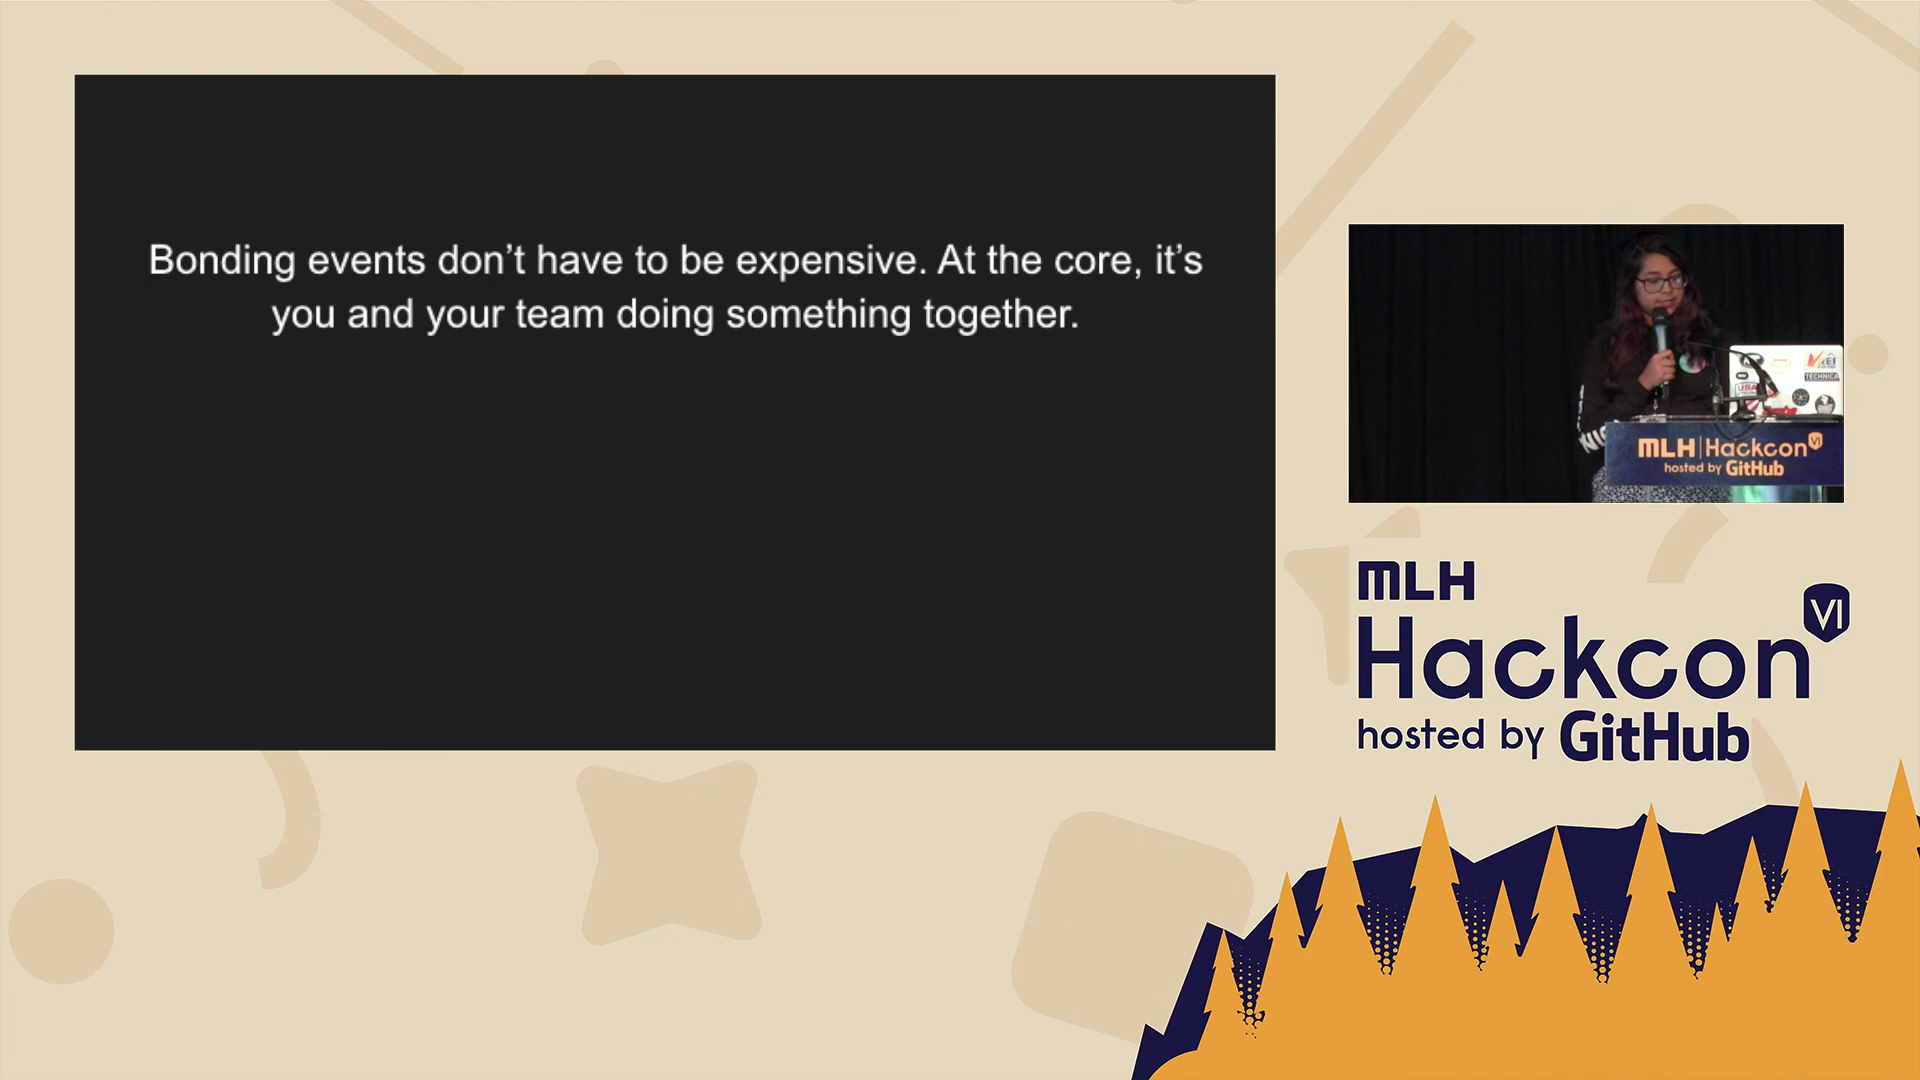 Bonding events don’t have to be expensive. At the core, it’s
you and your team doing something together.
TECHNICA
MLH | Hackcon VI
hosted by GitHub
MLH
Hackcon VI
hosted by GitHub